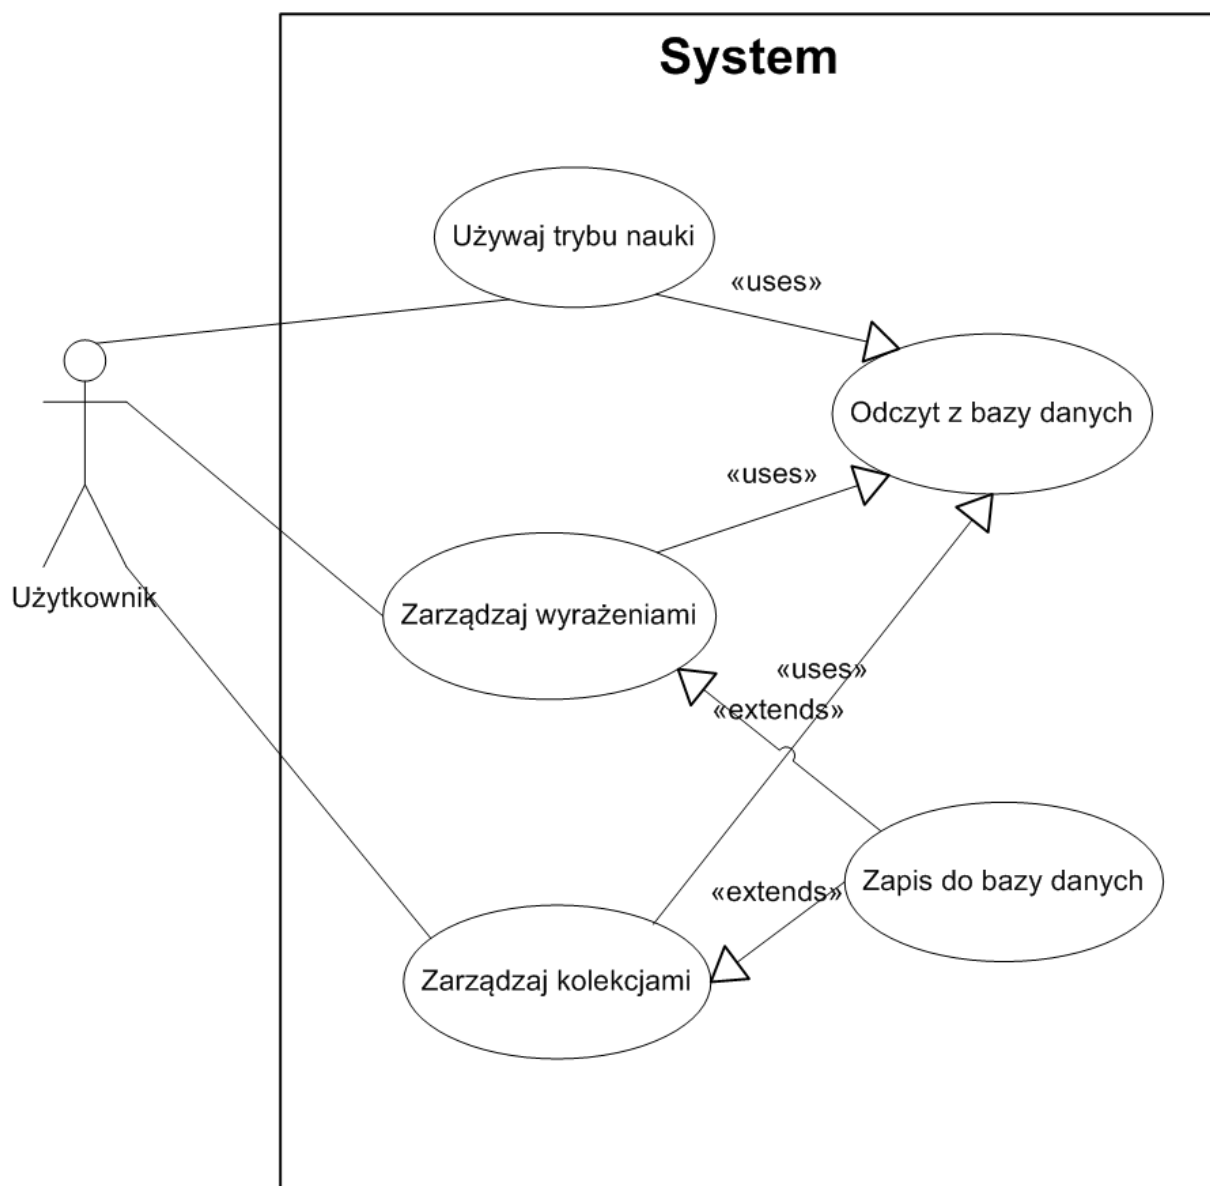 System
Używaj trybu nauki
«uses»
Odczyt z bazy danych
«uses»
Użytkownik
Zarządzaj wyrażeniami
«uses»
«extends»
Zapis do bazy danych
«extends»
Zarządzaj kolekcjami